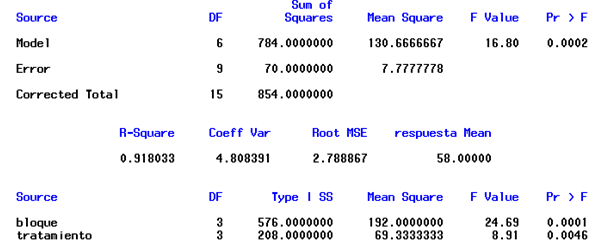 Sum of
Source DF Squares Mean Square F Value Pr > F
Model 6 784.0000000 130.6666667 16.80 0.0002
Error 9 70.0000000 7.7777778
Corrected Total 15 854.0000000
R-Square Coeff Var Root MSE respuesta Mean
0.918033 4.808391 2.788867 58.00000
Source DF Type I SS Mean Square F Value Pr > F
bloque 3 576.0000000 192.0000000 24.69 0.0001
tratamiento 3 208.0000000 69.3333333 8.91 0.0046